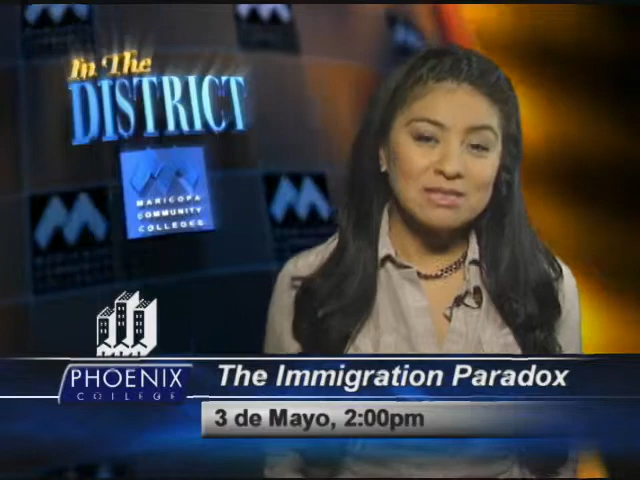 In The
DISTRICT
MARICOPA
COMMUNITY
COLLEGES
PHOENIX
COLLEGE
The Immigration Paradox
3 de Mayo, 2:00pm